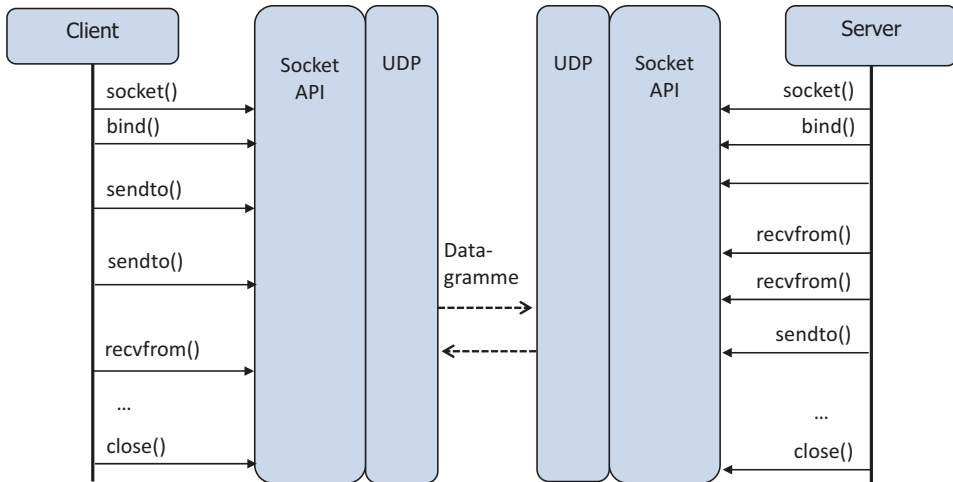 Client
Socket
API
UDP
UDP
Socket
API
Server
socket()
bind()
sendto()
sendto()
recvfrom()
...
close()
Data-
gramme
socket()
bind()
recvfrom()
recvfrom()
sendto()
...
close()